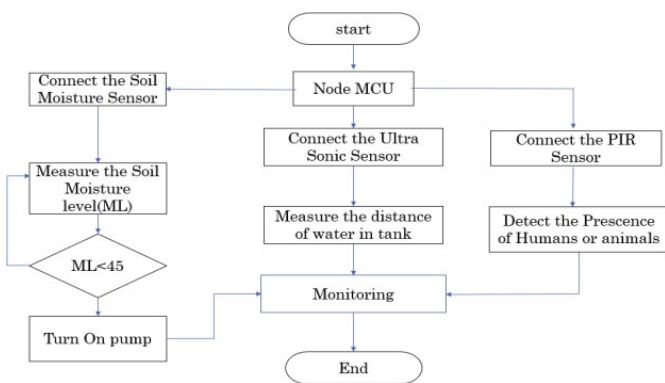 start
Node MCU
Connect the Soil
Moisture Sensor
Measure the Soil
Moisture
level(ML)
ML<45
Turn On pump
Connect the Ultra
Sonic Sensor
Measure the distance
of water in tank
Connect the PIR
Sensor
Detect the Prescence
of Humans or animals
Monitoring
End